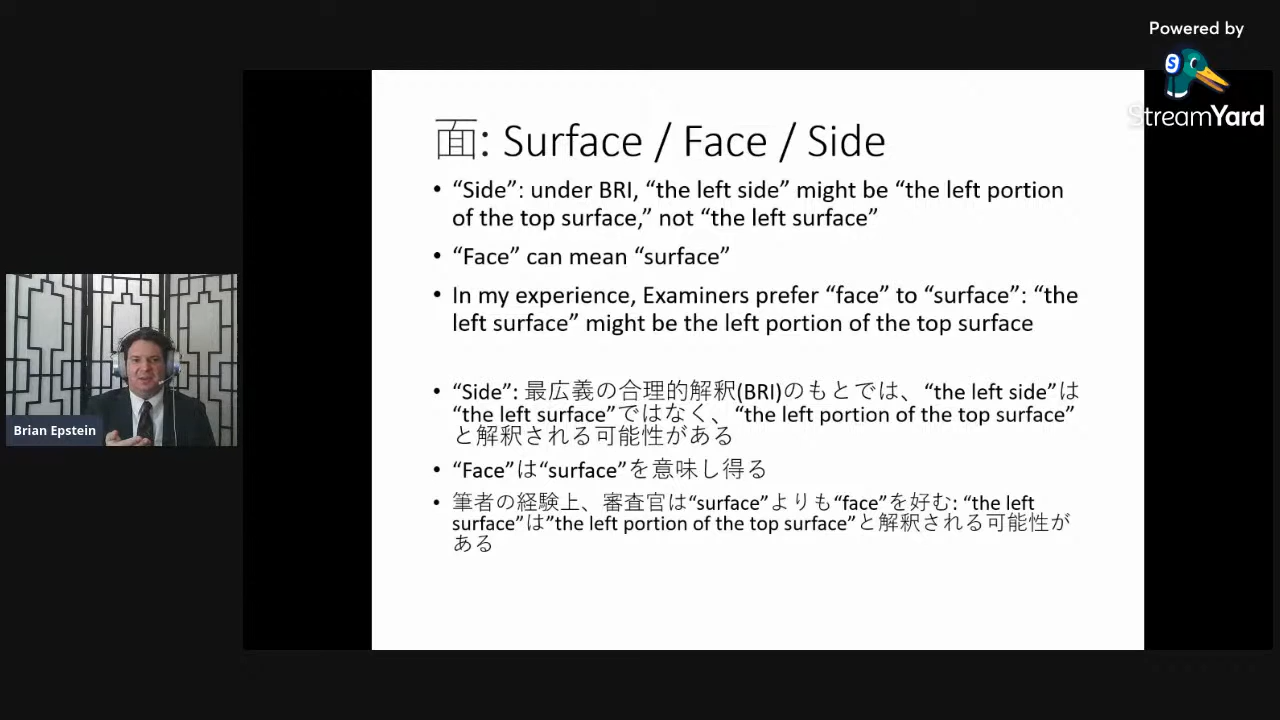 Powered by
StreamYard
面: Surface / Face / Side
• “Side”: under BRI, “the left side” might be “the left portion
of the top surface,” not “the left surface”
• “Face” can mean “surface”
• In my experience, Examiners prefer “face” to “surface”: “the
left surface” might be the left portion of the top surface
• “Side”: 最広義の合理的解釈(BRI)のもとでは、“the left side”は
“the left surface”ではなく、“the left portion of the top surface”
と解釈される可能性がある
• “Face”は“surface”を意味し得る
• 筆者の経験上、審査官は“surface”よりも“face”を好む: “the left
surface”は”the left portion of the top surface”と解釈される可能性が
ある
Brian Epstein